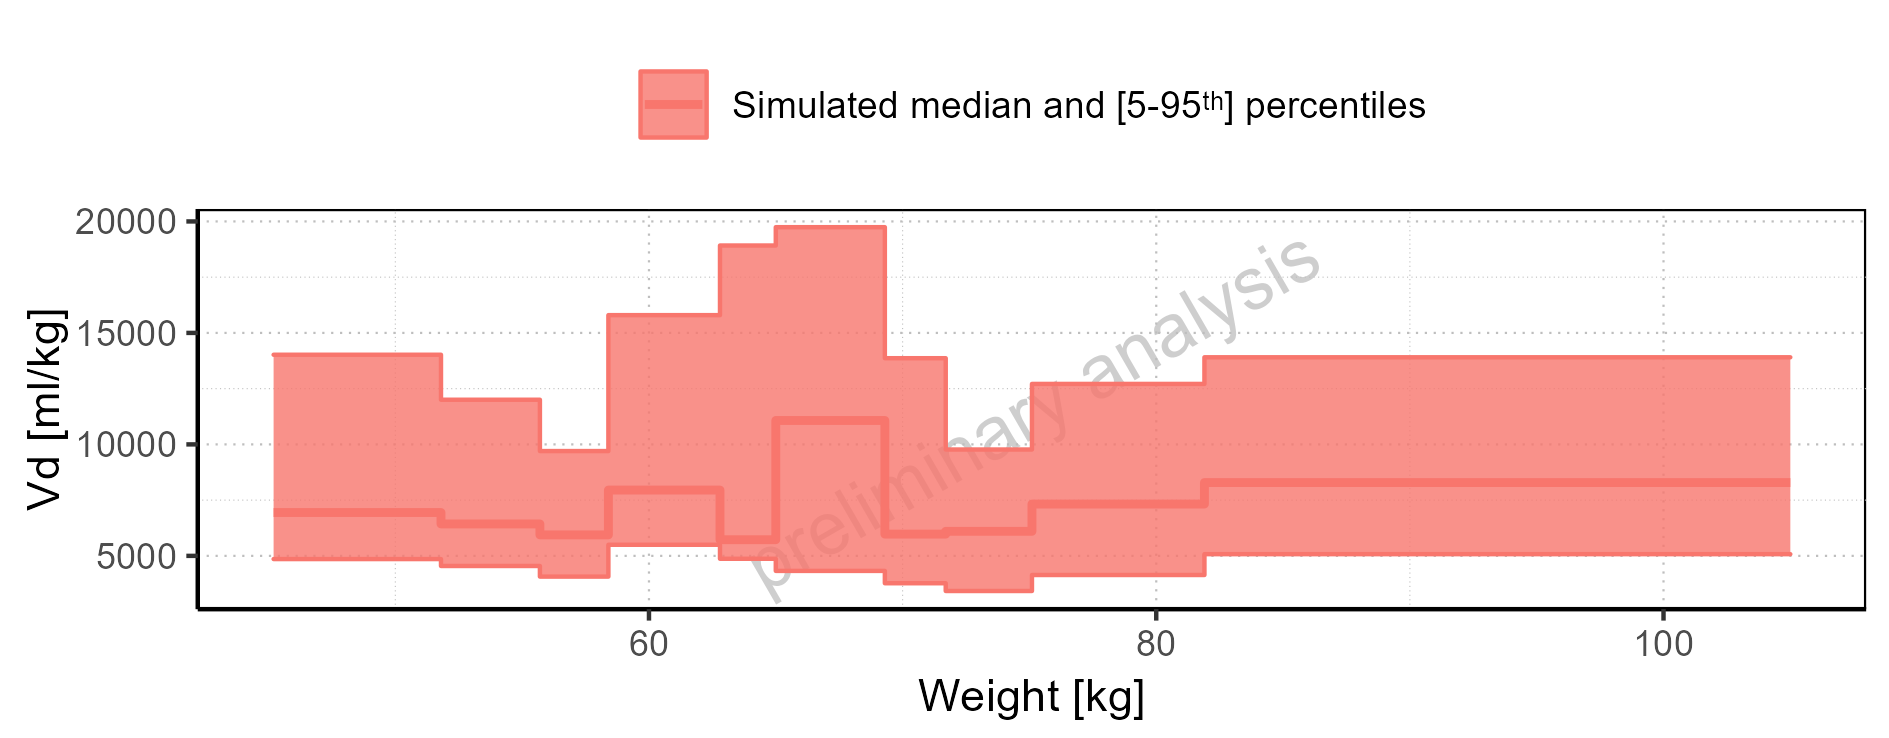 Simulated median and [5-95th] percentiles
20000
15000
10000
5000
Vd [ml/kg]
preliminary analysis
60 80 100
Weight [kg]